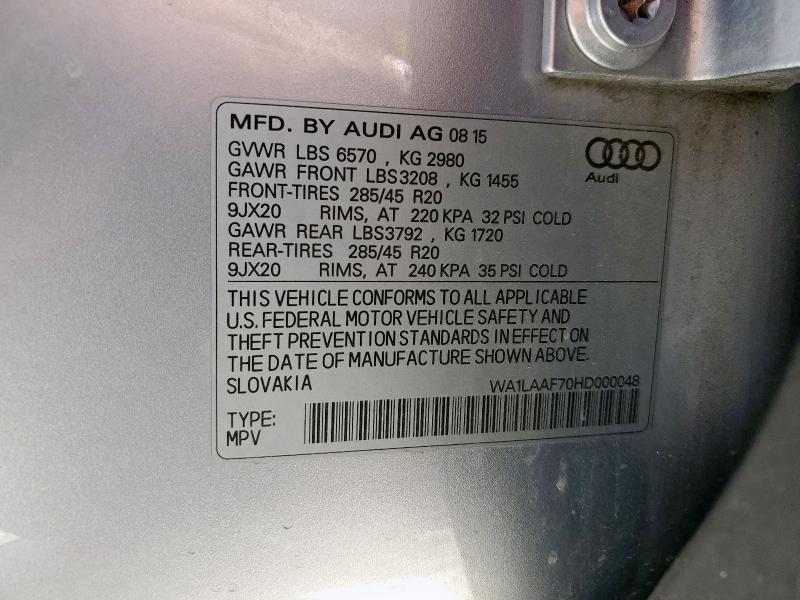 MFD. BY AUDI AG 08 15
GVWR LBS 6570 , KG 2980
GAWR FRONT LBS3208 , KG 1455
FRONT-TIRES 285/45 R20
9JX20 RIMS, AT 220 KPA 32 PSI COLD
GAWR REAR LBS3792 , KG 1720
REAR-TIRES 285/45 R20
9JX20 RIMS, AT 240 KPA 35 PSI COLD
Audi
THIS VEHICLE CONFORMS TO ALL APPLICABLE
U.S. FEDERAL MOTOR VEHICLE SAFETY AND
THEFT PREVENTION STANDARDS IN EFFECT ON
THE DATE OF MANUFACTURE SHOWN ABOVE.
SLOVAKIA WA1LAAF70HD000048
TYPE:
MPV